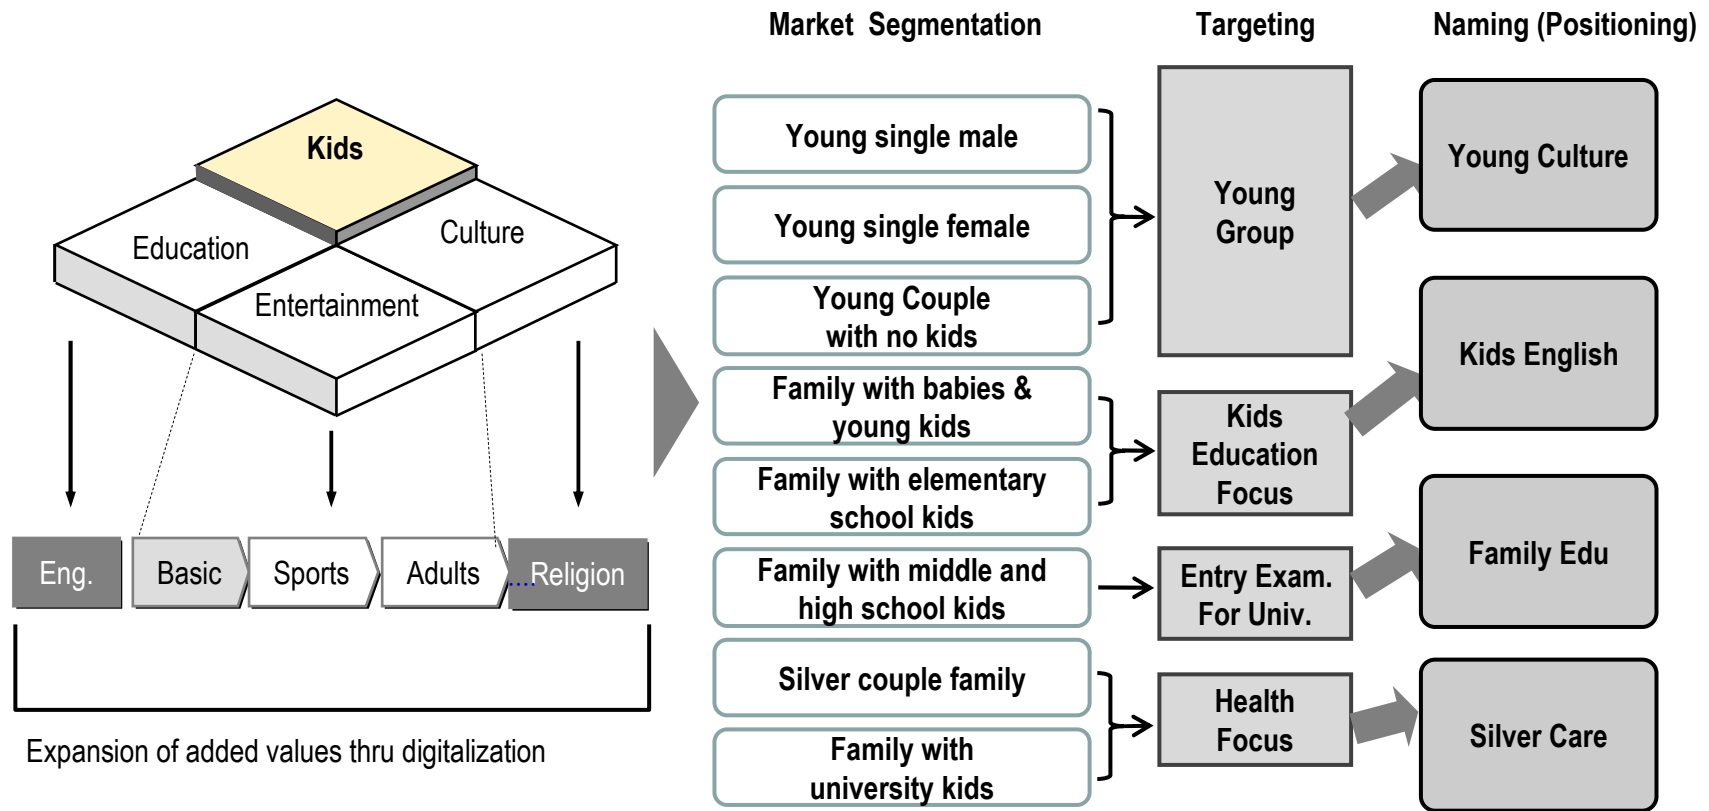 Market Segmentation
Targeting
Naming (Positioning)
Kids
Education
Culture
Entertainment
Eng.
Basic
Sports
Adults
....
Religion
Expansion of added values thru digitalization
Young single male
Young single female
Young Couple
with no kids
Family with babies &
young kids
Family with elementary
school kids
Family with middle and
high school kids
Silver couple family
Family with
university kids
Young
Group
Kids
Education
Focus
Entry Exam.
For Univ.
Health
Focus
Young Culture
Kids English
Family Edu
Silver Care